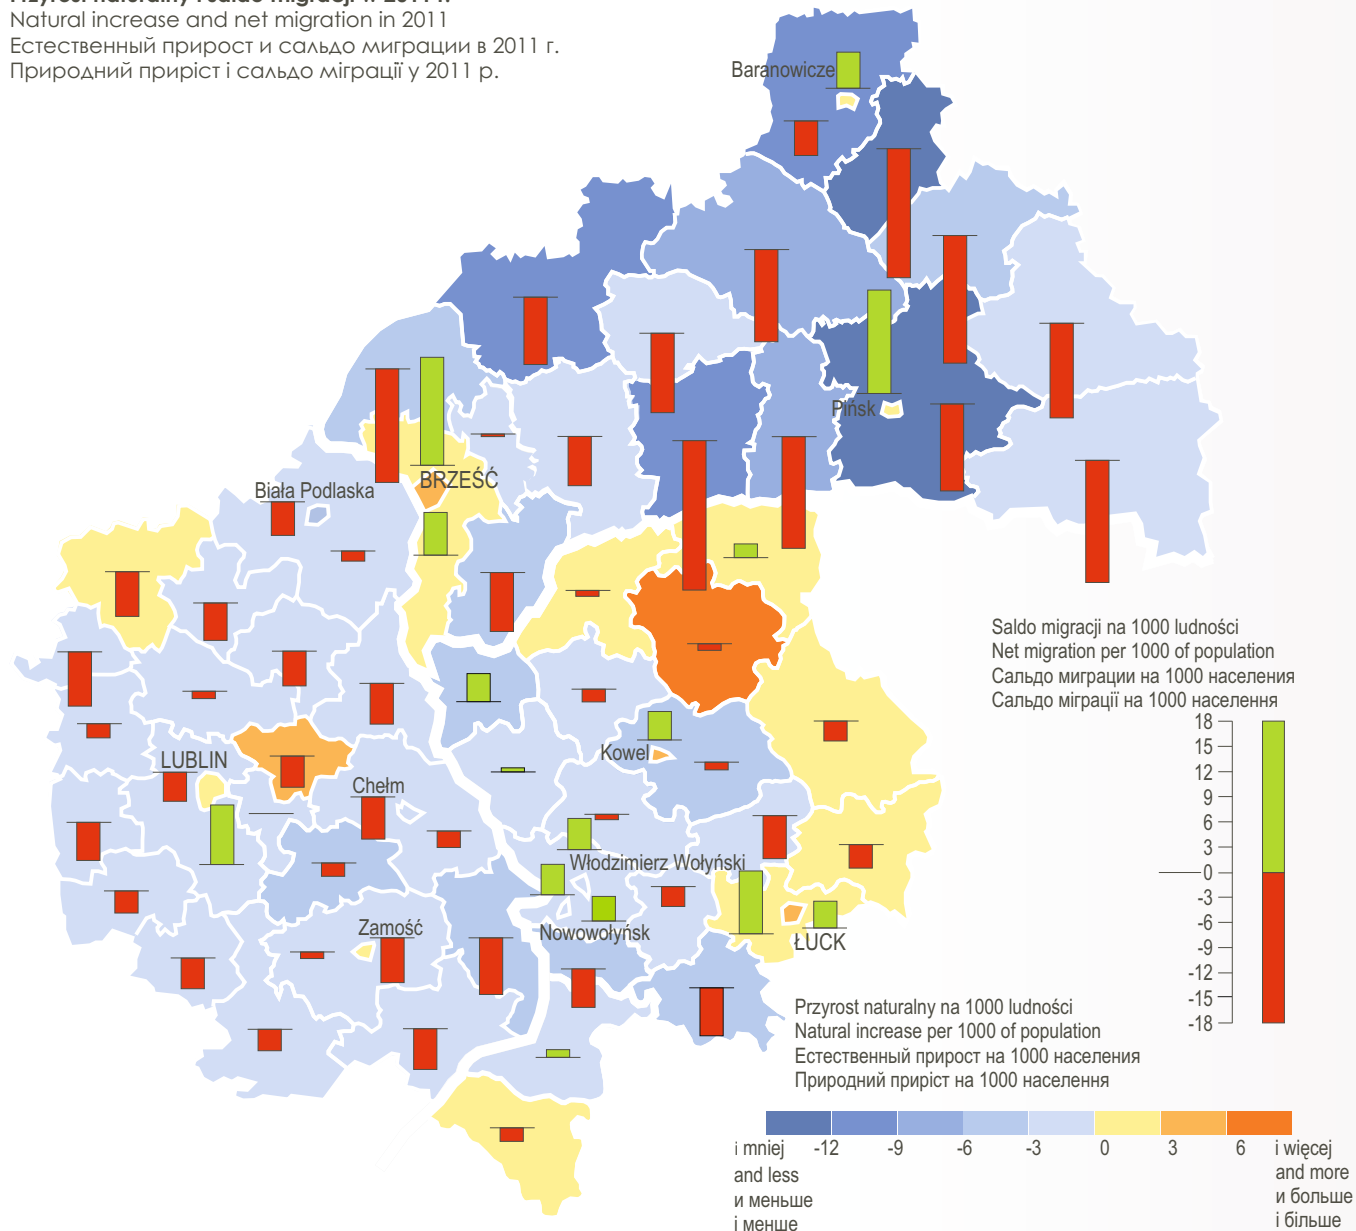 Przyrost naturalny i saldo migracji w 2011 r.
Natural increase and net migration in 2011
Естественный прирост и сальдо миграции в 2011 г.
Природний приріст і сальдо міграції у 2011 р.
Baranowicze
Pińsk
BRZEŚĆ
Biała Podlaska
Saldo migracji na 1000 ludności
Net migration per 1000 of population
Сальдо миграции на 1000 населения
Сальдо міграції на 1000 населення
18
15
12
9
6
3
0
-3
-6
-9
-12
-15
-18
Kowel
LUBLIN
Chełm
Włodzimierz Wołyński
Zamość
Nowowołyńsk
ŁUCK
Przyrost naturalny na 1000 ludności
Natural increase per 1000 of population
Естественный прирост на 1000 населения
Природний приріст на 1000 населення
i mniej -12 -9 -6 -3 0 3 6 i więcej
and less and more
и меньше и больше
і менше і більше